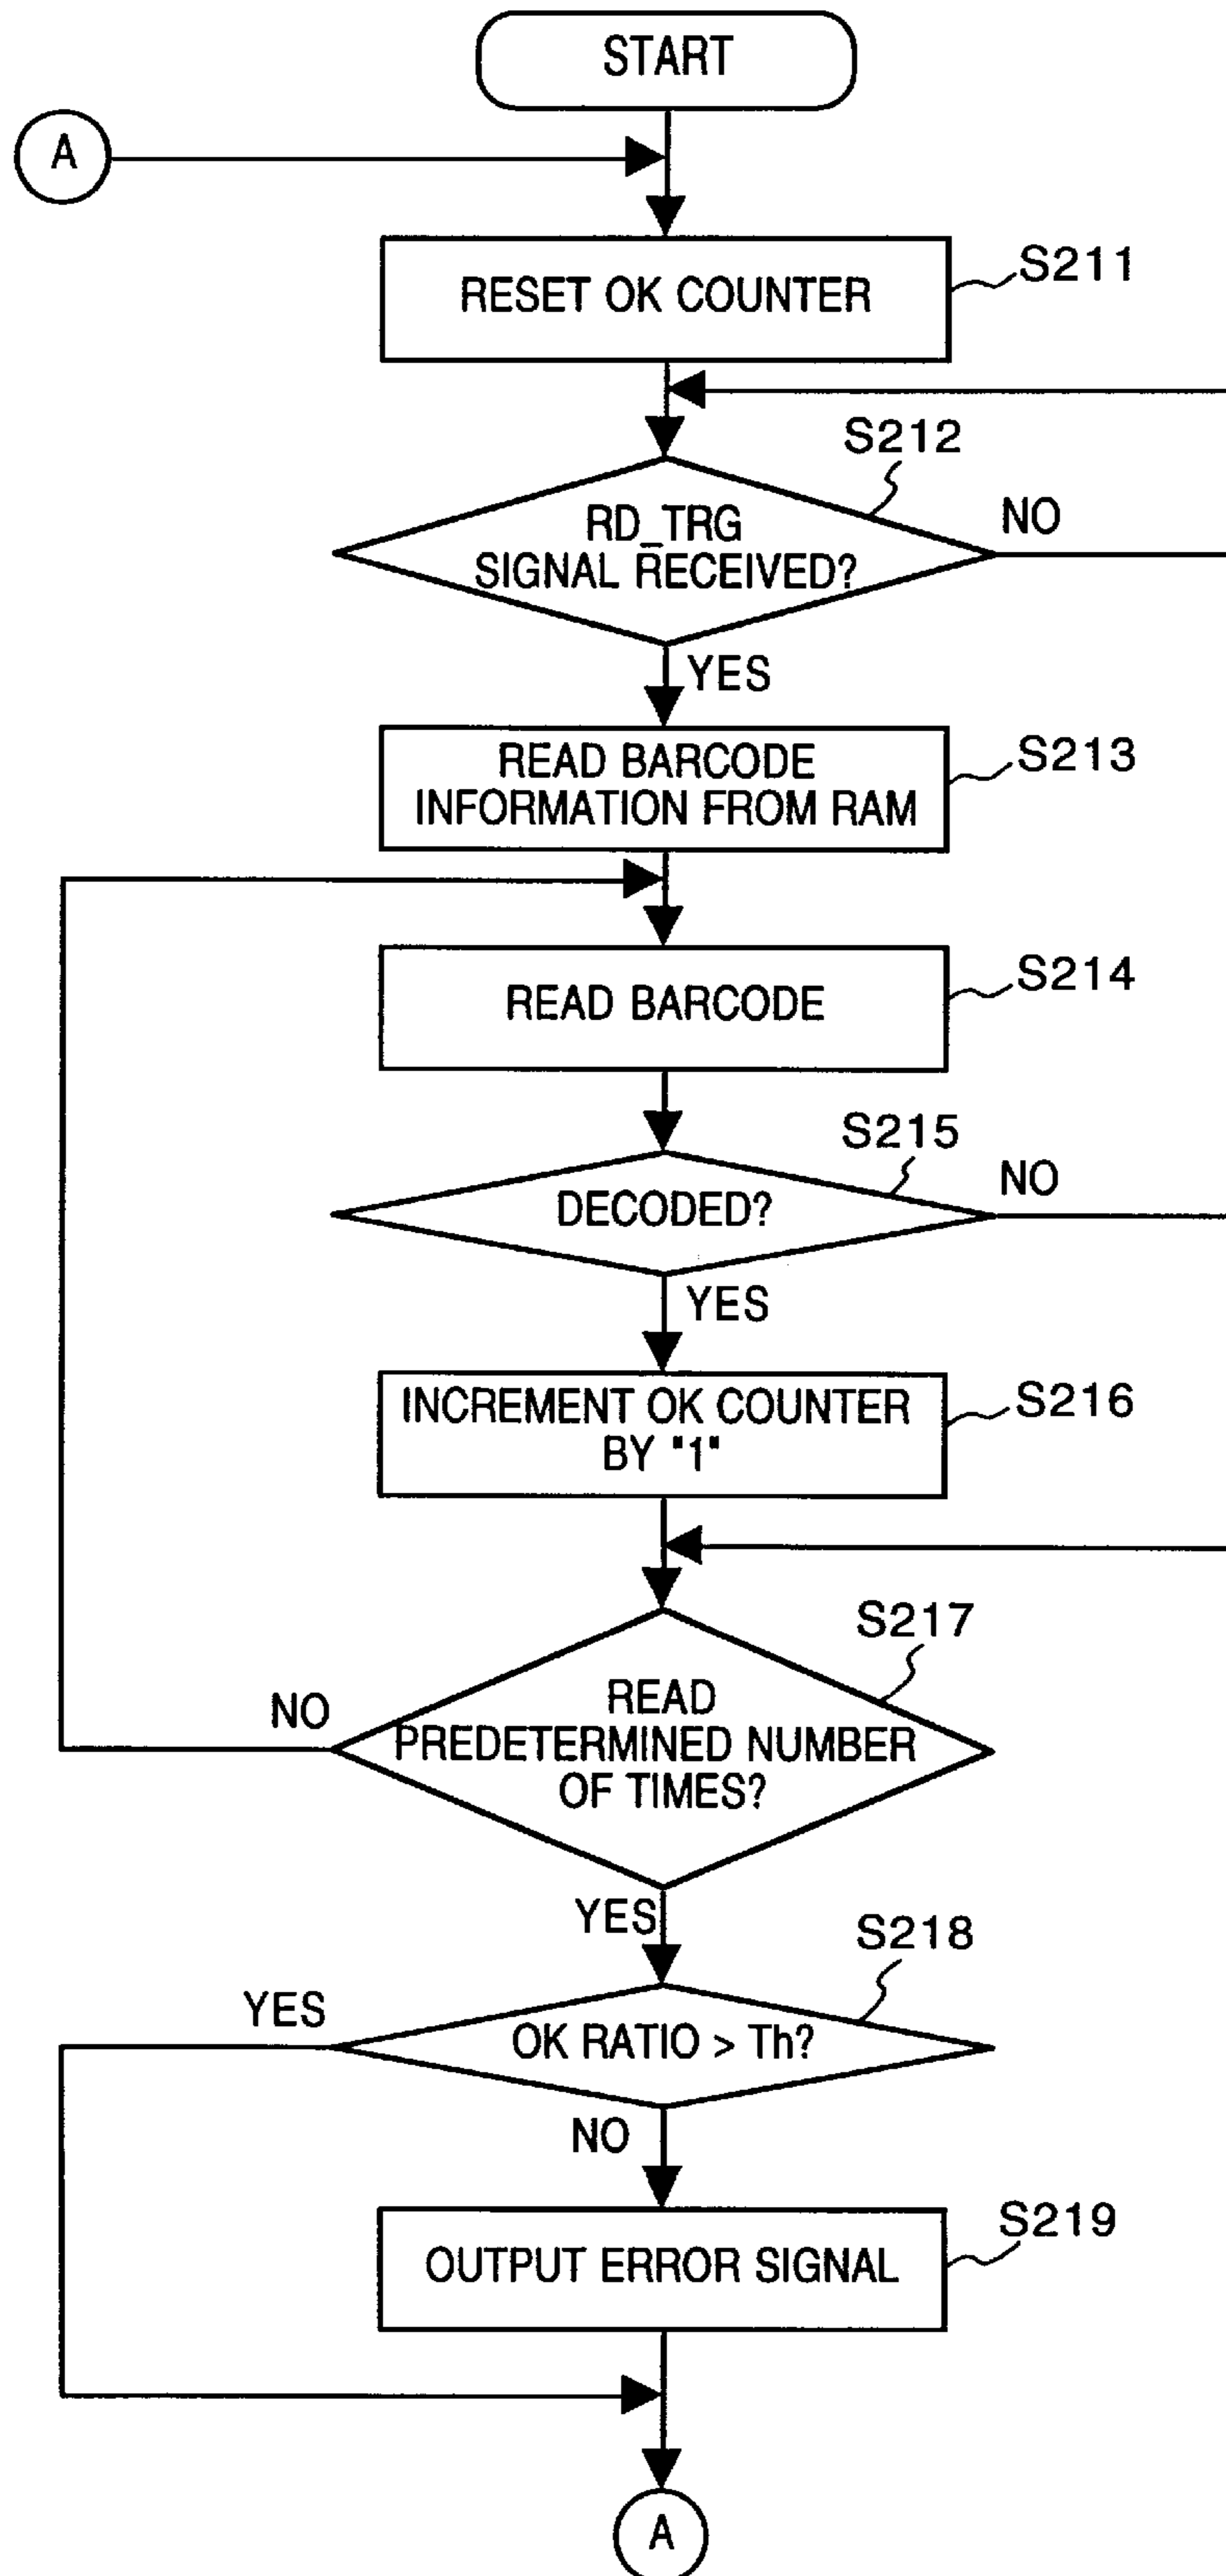 START
A
RESET OK COUNTER
S211
S212
RD_TRG
SIGNAL RECEIVED?
NO
YES
READ BARCODE
INFORMATION FROM RAM
S213
READ BARCODE
S214
S215
DECODED?
NO
YES
INCREMENT OK COUNTER
BY "1"
S216
S217
READ
PREDETERMINED NUMBER
OF TIMES?
NO
YES
S218
OK RATIO > Th?
YES
NO
OUTPUT ERROR SIGNAL
S219
A